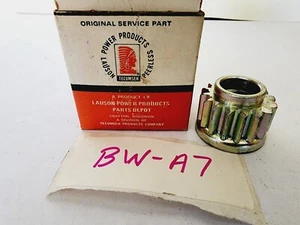 ORIGINAL SERVICE PART
LAUSON POWER PRODUCTS PEERLESS
TECUMSEH
A PRODUCT OF
LAUSON POWER PRODUCTS
PARTS DEPOT
GRAFTON, WISCONSIN
A DIVISION OF
TECUMSEH PRODUCTS COMPANY
BW-A7